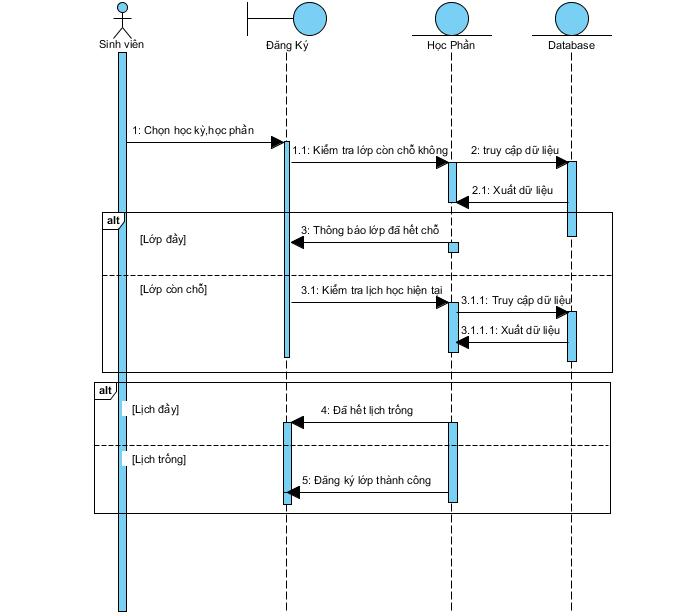 Sinh viên
Đăng Ký
Học Phần
Database
1: Chọn học kỳ,học phần
1.1: Kiểm tra lớp còn chỗ không
2: truy cập dữ liệu
2.1: Xuất dữ liệu
alt
[Lớp đầy]
3: Thông báo lớp đã hết chỗ
[Lớp còn chỗ]
3.1: Kiểm tra lịch học hiện tại
3.1.1: Truy cập dữ liệu
3.1.1.1: Xuất dữ liệu
alt
[Lịch đầy]
4: Đã hết lịch trống
[Lịch trống]
5: Đăng ký lớp thành công